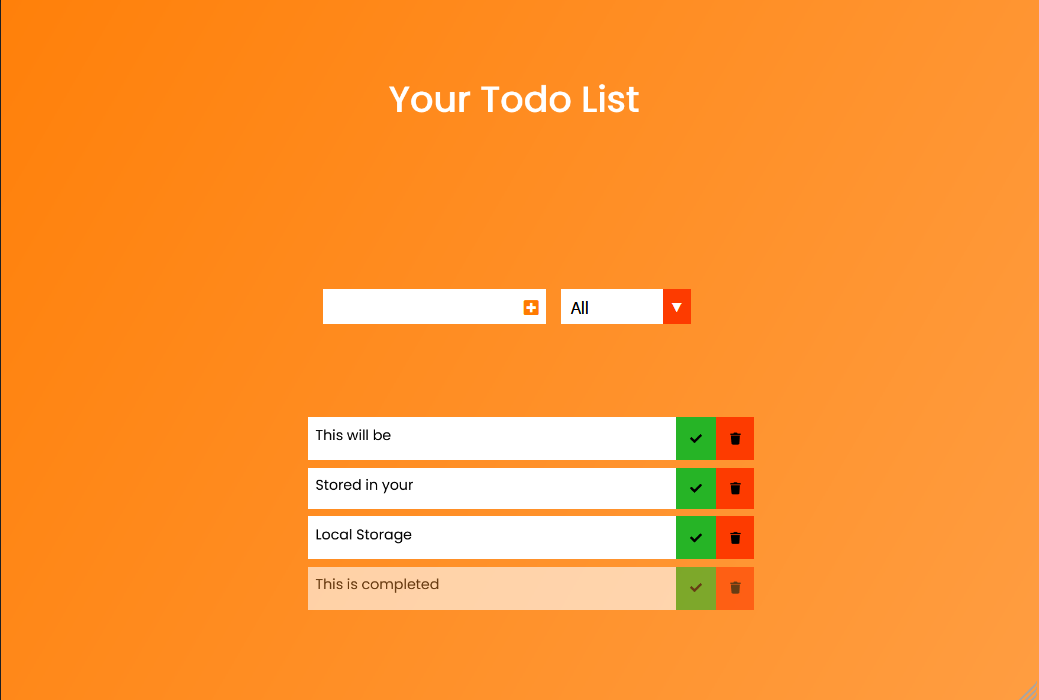 Your Todo List
All
This will be
Stored in your
Local Storage
This is completed